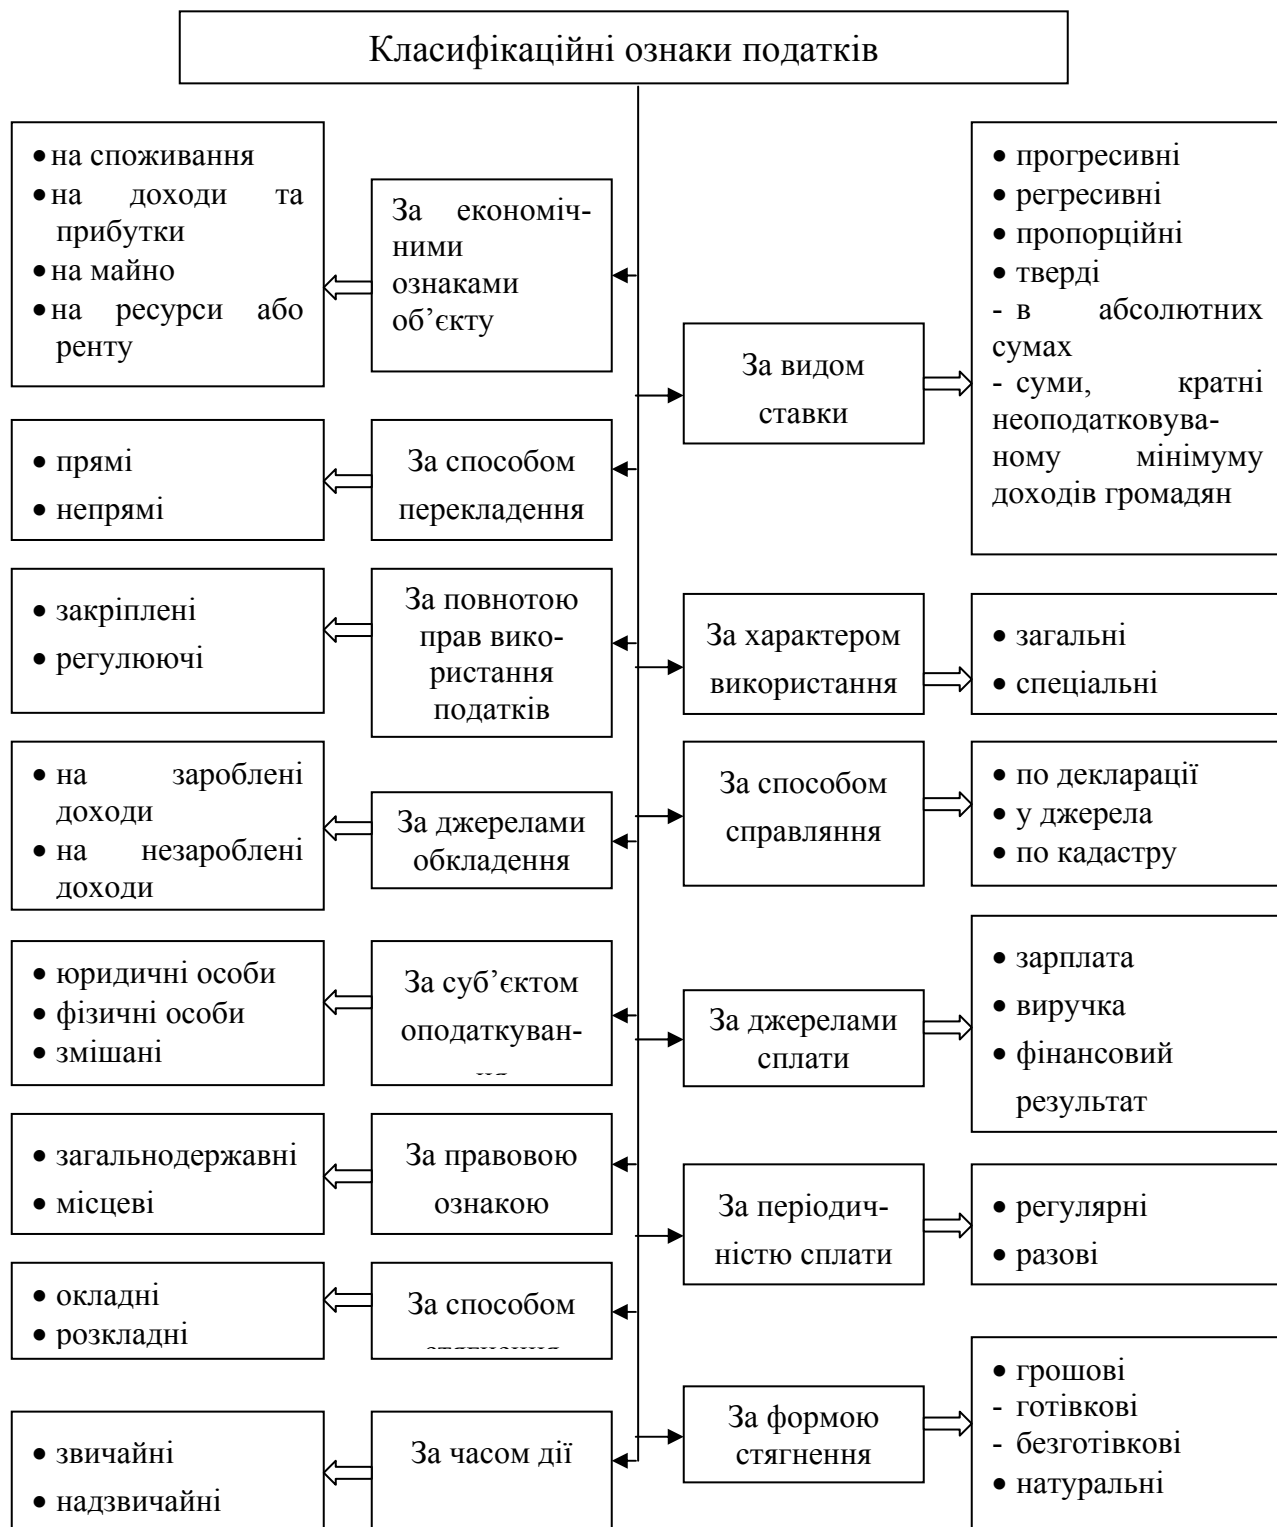 Класифікаційні ознаки податків
• на споживання
• на доходи та
прибутки
• на майно
• на ресурси або
ренту
За економіч-
ними
ознаками
об’єкту
• прогресивні
• регресивні
• пропорційні
• тверді
- в абсолютних
сумах
- суми, кратні
неоподатковува-
ному мінімуму
доходів громадян
За видом
ставки
• прямі
• непрямі
За способом
перекладення
• закріплені
• регулюючі
За повнотою
прав вико-
ристання
податків
За характером
використання
• загальні
• спеціальні
• на зароблені
доходи
• на незароблені
доходи
За джерелами
обкладення
За способом
справляння
• по декларації
• у джерела
• по кадастру
• юридичні особи
• фізичні особи
• змішані
За суб’єктом
оподаткуван-
За джерелами
сплати
• зарплата
• виручка
• фінансовий
результат
• загальнодержавні
• місцеві
За правовою
ознакою
За періодич-
ністю сплати
• регулярні
• разові
• окладні
• розкладні
За способом
За формою
стягнення
• грошові
- готівкові
- безготівкові
• натуральні
• звичайні
• надзвичайні
За часом дії